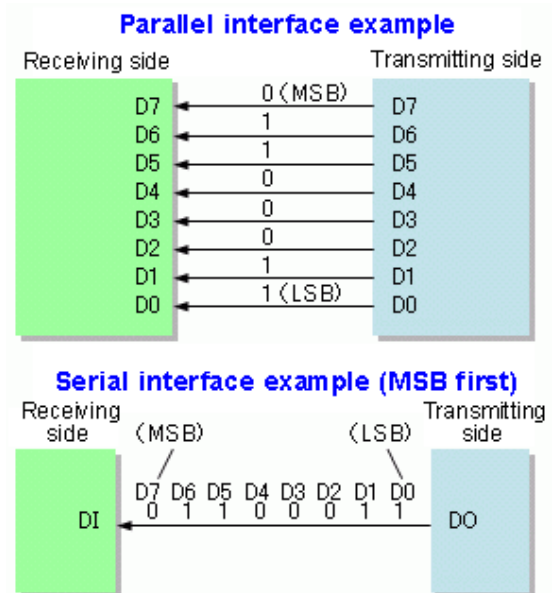 Parallel interface example
Receiving side Transmitting side
D7 0(MSB) D7
D6 1 D6
D5 1 D5
D4 0 D4
D3 0 D3
D2 0 D2
D1 1 D1
D0 1(LSB) D0
Serial interface example (MSB first)
Receiving side
Transmitting side
(MSB) (LSB)
D7 D6 D5 D4 D3 D2 D1 D0
0 1 1 0 0 0 1 1
DI DO